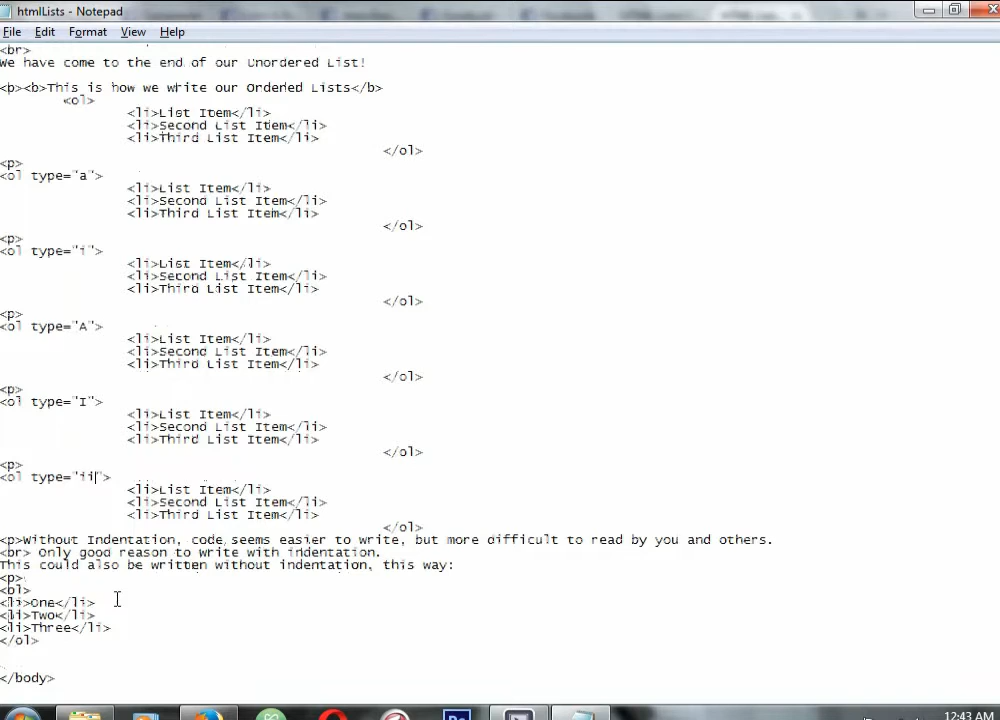 htmlLists - Notepad
File Edit Format View Help
<br>
We have come to the end of our Unordered List!
<p><b>This is how we write our Ordered Lists</b>
<ol>
<li>List Item</li>
<li>Second List Item</li>
<li>Third List Item</li>
</ol>
<p>
<ol type="a">
<li>List Item</li>
<li>Second List Item</li>
<li>Third List Item</li>
</ol>
<p>
<ol type="i">
<li>List Item</li>
<li>Second List Item</li>
<li>Third List Item</li>
</ol>
<p>
<ol type="A">
<li>List Item</li>
<li>Second List Item</li>
<li>Third List Item</li>
</ol>
<p>
<ol type="I">
<li>List Item</li>
<li>Second List Item</li>
<li>Third List Item</li>
</ol>
<p>
<ol type="ii">
<li>List Item</li>
<li>Second List Item</li>
<li>Third List Item</li>
</ol>
<p>Without Indentation, code seems easier to write, but more difficult to read by you and others.
<br> Only good reason to write with indentation.
This could also be written without indentation, this way:
<p>
<ol>
<li>One</li>
<li>Two</li>
<li>Three</li>
</ol>
</body>
12:43 AM